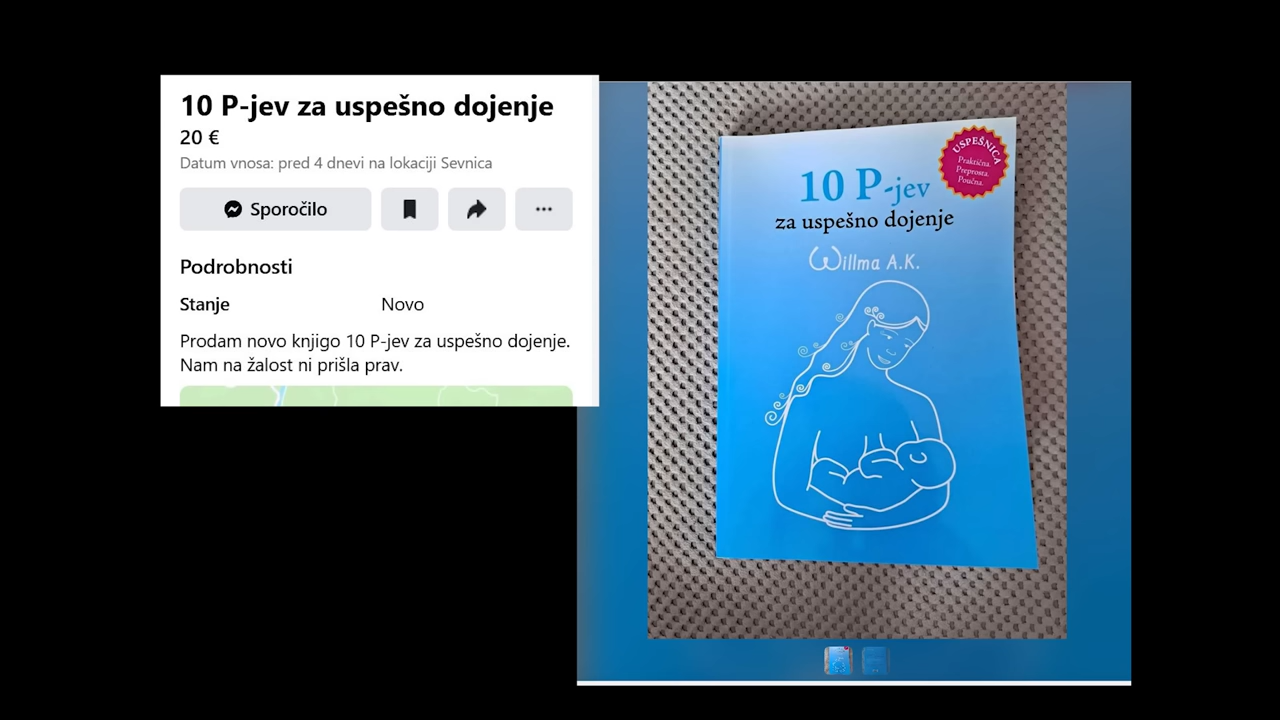 10 P-jev za uspešno dojenje
20 €
Datum vnosa: pred 4 dnevi na lokaciji Sevnica
Sporočilo
Podrobnosti
Stanje Novo
Prodam novo knjigo 10 P-jev za uspešno dojenje.
Nam na žalost ni prišla prav.
USPEŠNICA
Praktična.
Preprosta.
Poučna.
10 P-jev
za uspešno dojenje
Willma A.K.